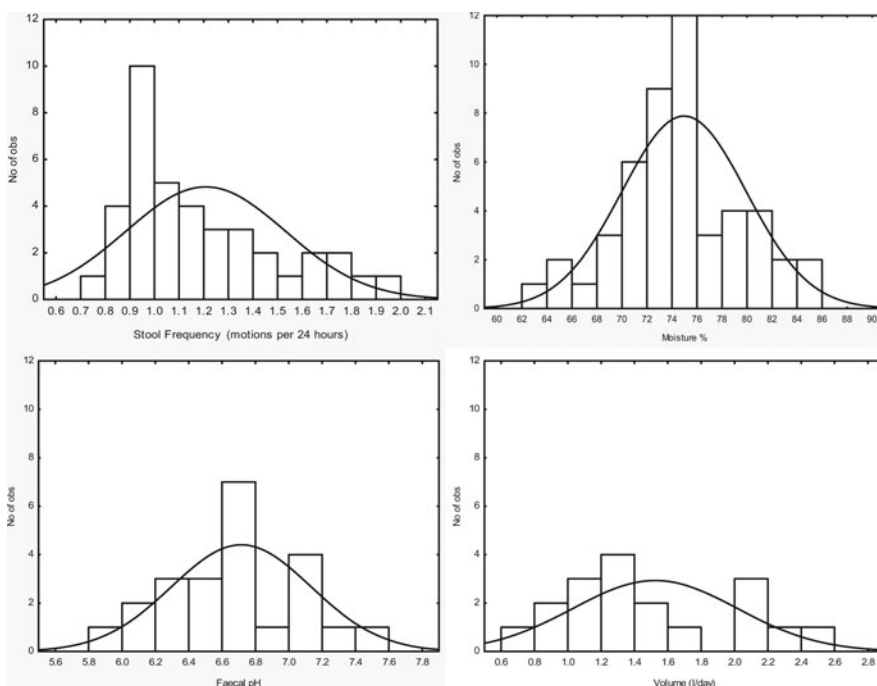 12
10
8
6
4
2
0
No of obs
0.6 0.7 0.8 0.9 1.0 1.1 1.2 1.3 1.4 1.5 1.6 1.7 1.8 1.9 2.0 2.1
Stool Frequency (motions per 24 hours)
12
10
8
6
4
2
0
No of obs
60 62 64 66 68 70 72 74 76 78 80 82 84 86 88 90
Moisture %
12
10
8
6
4
2
0
No of obs
5.6 5.8 6.0 6.2 6.4 6.6 6.8 7.0 7.2 7.4 7.6 7.8
Faecal pH
12
10
8
6
4
2
0
No of obs
0.6 0.8 1.0 1.2 1.4 1.6 1.8 2.0 2.2 2.4 2.6 2.8
Volume (l/day)